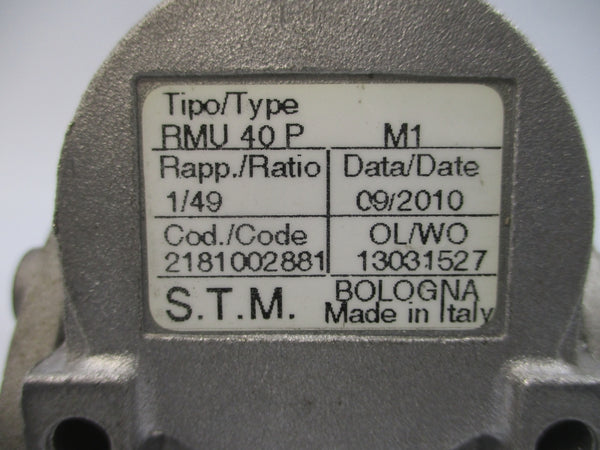 Tipo/Type
RMU 40 P M1
Rapp./Ratio Data/Date
1/49 09/2010
Cod./Code OL/WO
2181002881 13031527
S.T.M. BOLOGNA
Made in Italy